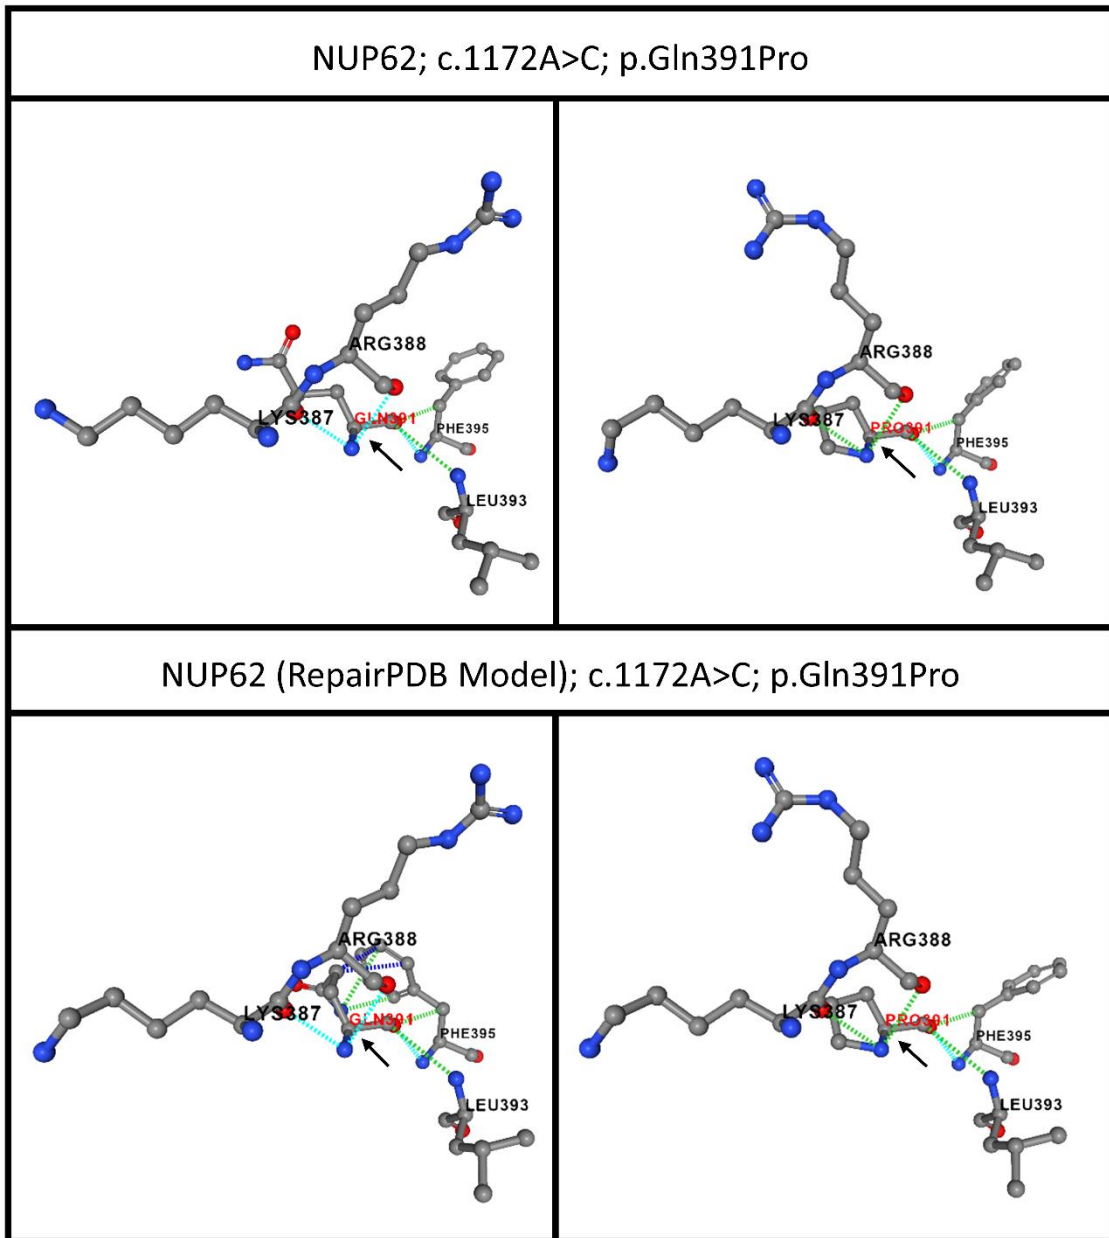 NUP62; c.1172A>C; p.Gln391Pro
ARG388
LYS387
GLN391
PHE395
LEU393
ARG388
LYS387
PRO391
PHE395
LEU393
NUP62 (RepairPDB Model); c.1172A>C; p.Gln391Pro
ARG388
LYS387
GLN391
PHE395
LEU393
ARG388
LYS387
PRO391
PHE395
LEU393